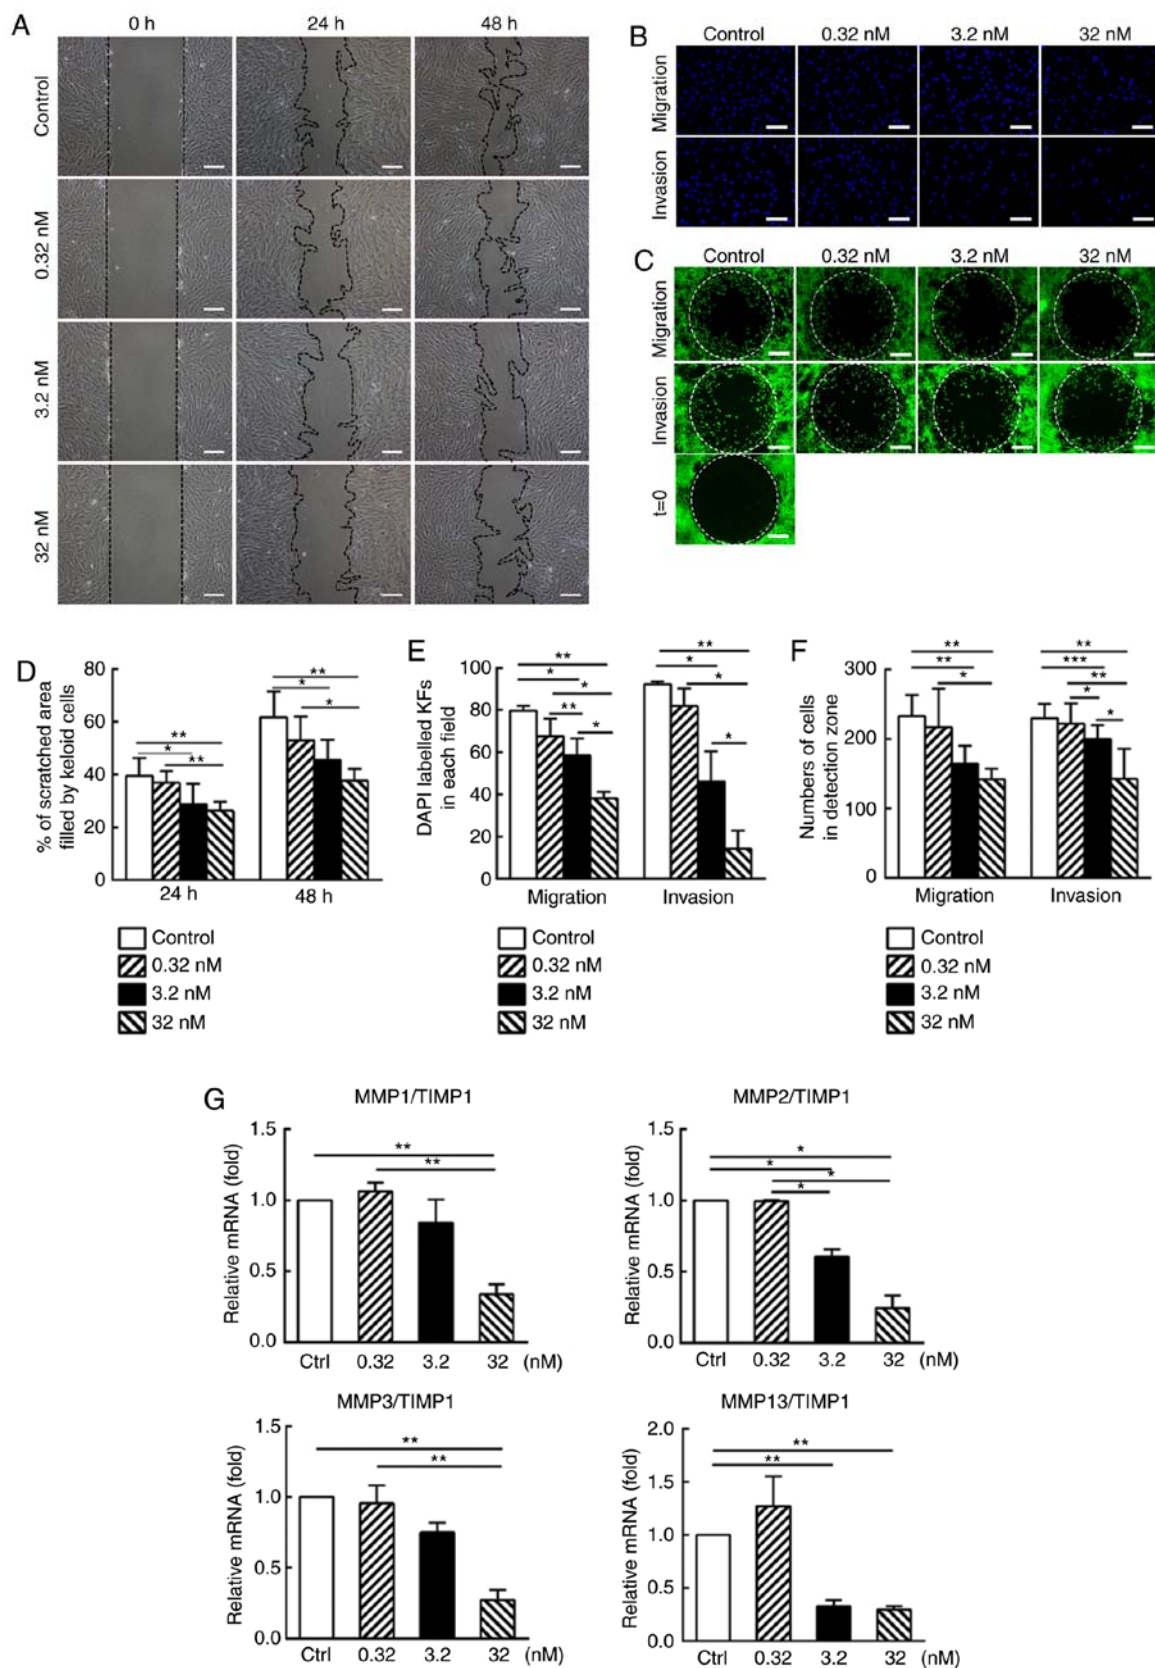 A
0 h 24 h 48 h
Control
0.32 nM
3.2 nM
32 nM
B
Control 0.32 nM 3.2 nM 32 nM
Migration
Invasion
C
Control 0.32 nM 3.2 nM 32 nM
Migration
Invasion
t=0
D
% of scratched area
filled by keloid cells
80
60
40
20
0
**
*
**
**
*
*
24 h 48 h
Control
0.32 nM
3.2 nM
32 nM
E
DAPI labelled KFs
in each field
100
80
60
40
20
0
**
*
*
**
*
**
*
*
*
Migration Invasion
Control
0.32 nM
3.2 nM
32 nM
F
Numbers of cells
in detection zone
300
200
100
0
**
**
*
**
***
**
*
*
Migration Invasion
Control
0.32 nM
3.2 nM
32 nM
G
MMP1/TIMP1
Relative mRNA (fold)
1.5
1.0
0.5
0.0
**
**
Ctrl 0.32 3.2 32 (nM)
MMP2/TIMP1
Relative mRNA (fold)
1.5
1.0
0.5
0.0
*
*
*
*
Ctrl 0.32 3.2 32 (nM)
MMP3/TIMP1
Relative mRNA (fold)
1.5
1.0
0.5
0.0
**
**
Ctrl 0.32 3.2 32 (nM)
MMP13/TIMP1
Relative mRNA (fold)
2.0
1.5
1.0
0.5
0.0
**
**
Ctrl 0.32 3.2 32 (nM)